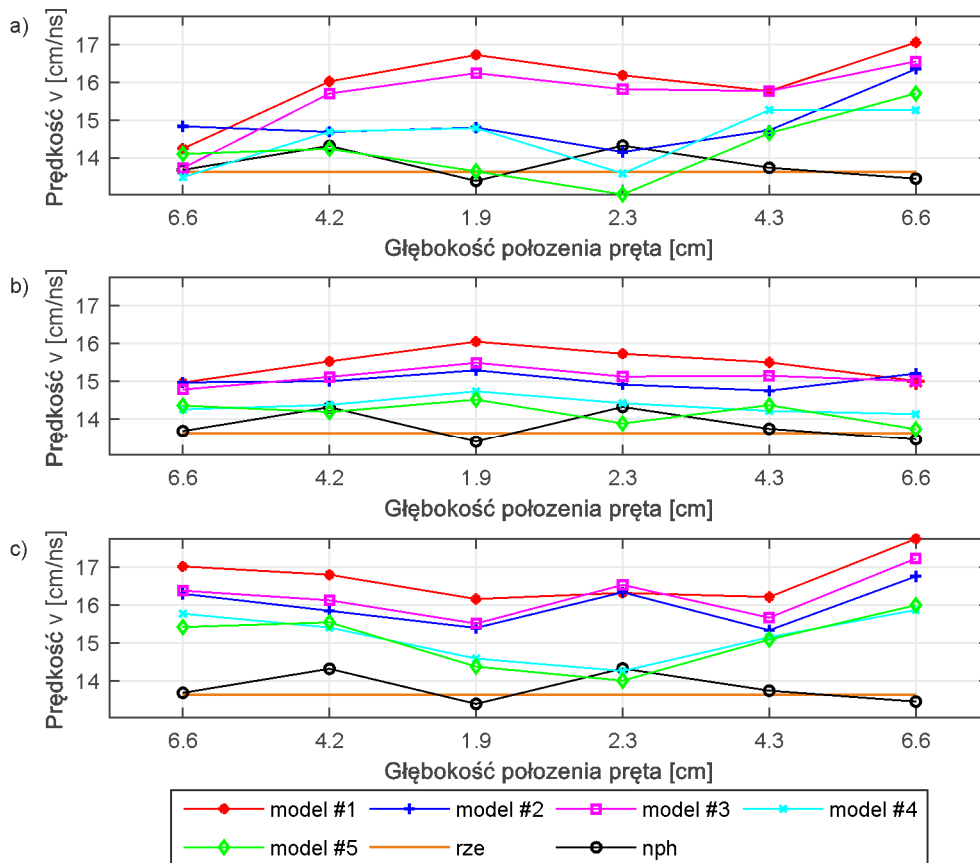 a)
Prędkość v [cm/ns]
17
16
15
14
6.6 4.2 1.9 2.3 4.3 6.6
Głębokość połozenia pręta [cm]
b)
Prędkość v [cm/ns]
17
16
15
14
6.6 4.2 1.9 2.3 4.3 6.6
Głębokość połozenia pręta [cm]
c)
Prędkość v [cm/ns]
17
16
15
14
6.6 4.2 1.9 2.3 4.3 6.6
Głębokość połozenia pręta [cm]
model #1 model #2 model #3 model #4
model #5 rze nph